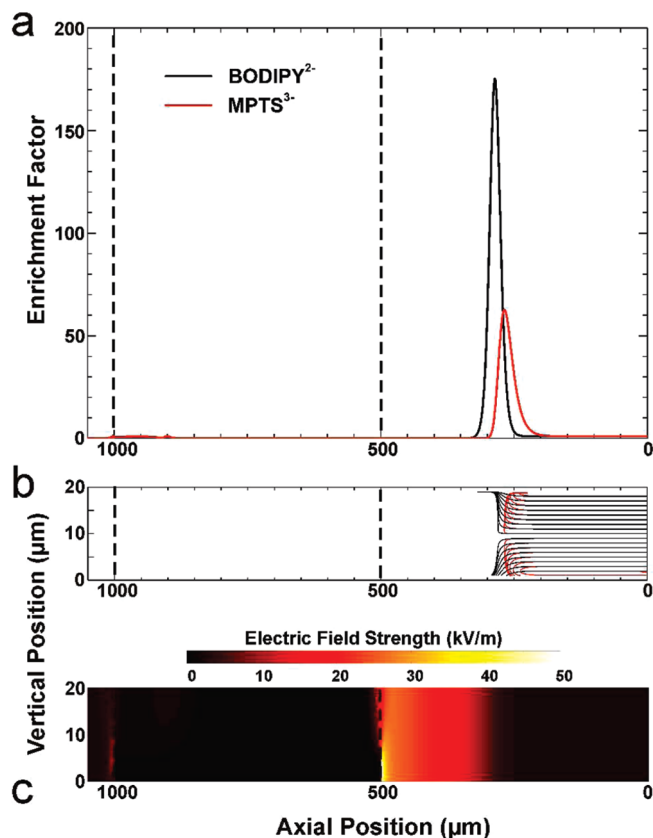 a
200
150
100
50
0
Enrichment Factor
BODIPY²⁻
MPTS³⁻
1000 500 0
b
20
10
0
1000 500 0
Vertical Position (µm)
Electric Field Strength (kV/m)
0 10 20 30 40 50
20
10
0
c
1000 500 0
Axial Position (µm)